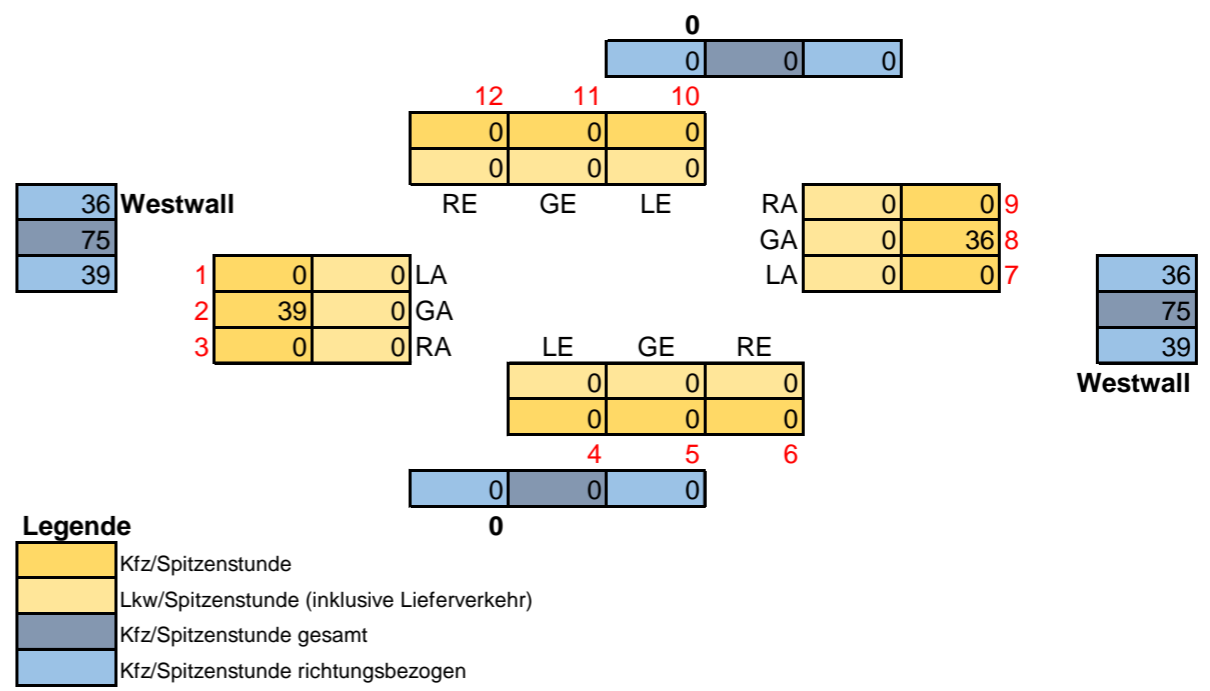 0
0 0 0
12 11 10
0 0 0
0 0 0
36 Westwall RE GE LE RA 0 0 9
75 GA 0 36 8
39 1 0 0 LA LA 0 0 7 36
2 39 0 GA 75
3 0 0 RA LE GE RE 39
0 0 0 Westwall
0 0 0
4 5 6
0 0 0
Legende 0
Kfz/Spitzenstunde
Lkw/Spitzenstunde (inklusive Lieferverkehr)
Kfz/Spitzenstunde gesamt
Kfz/Spitzenstunde richtungsbezogen